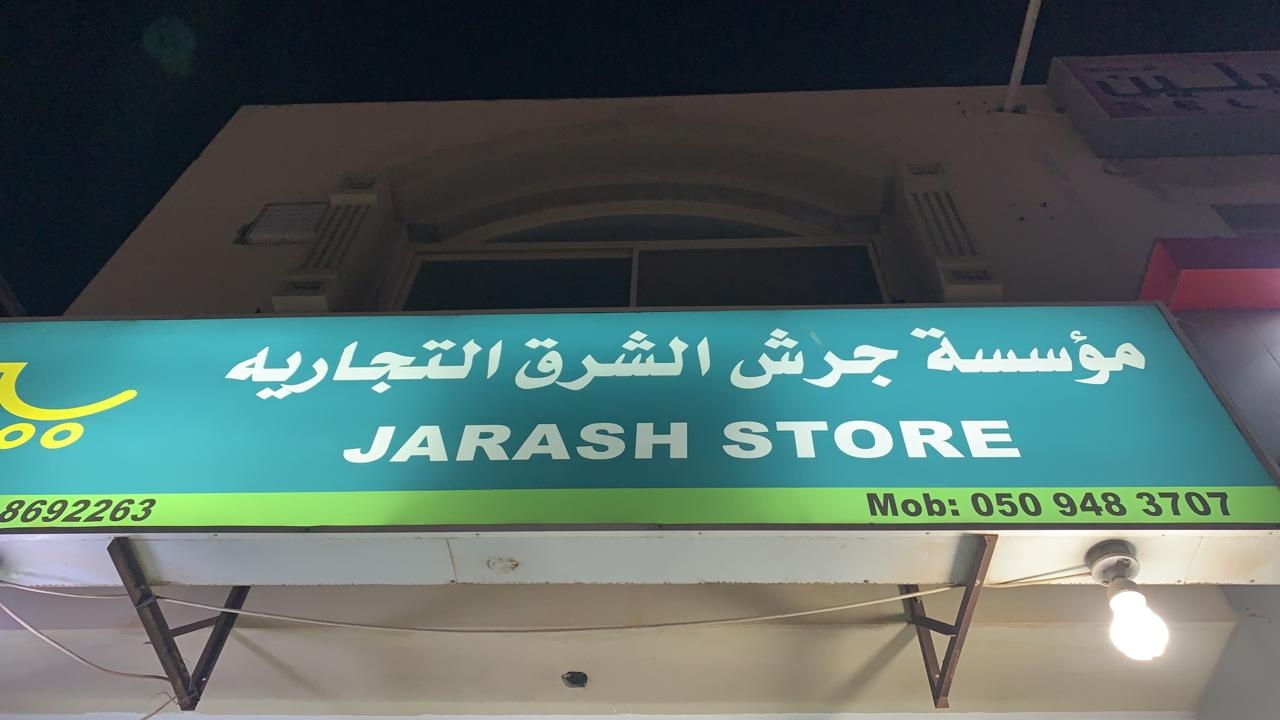 مؤسسة جرش الشرق التجاريه
JARASH STORE
8692263
Mob: 050 948 3707